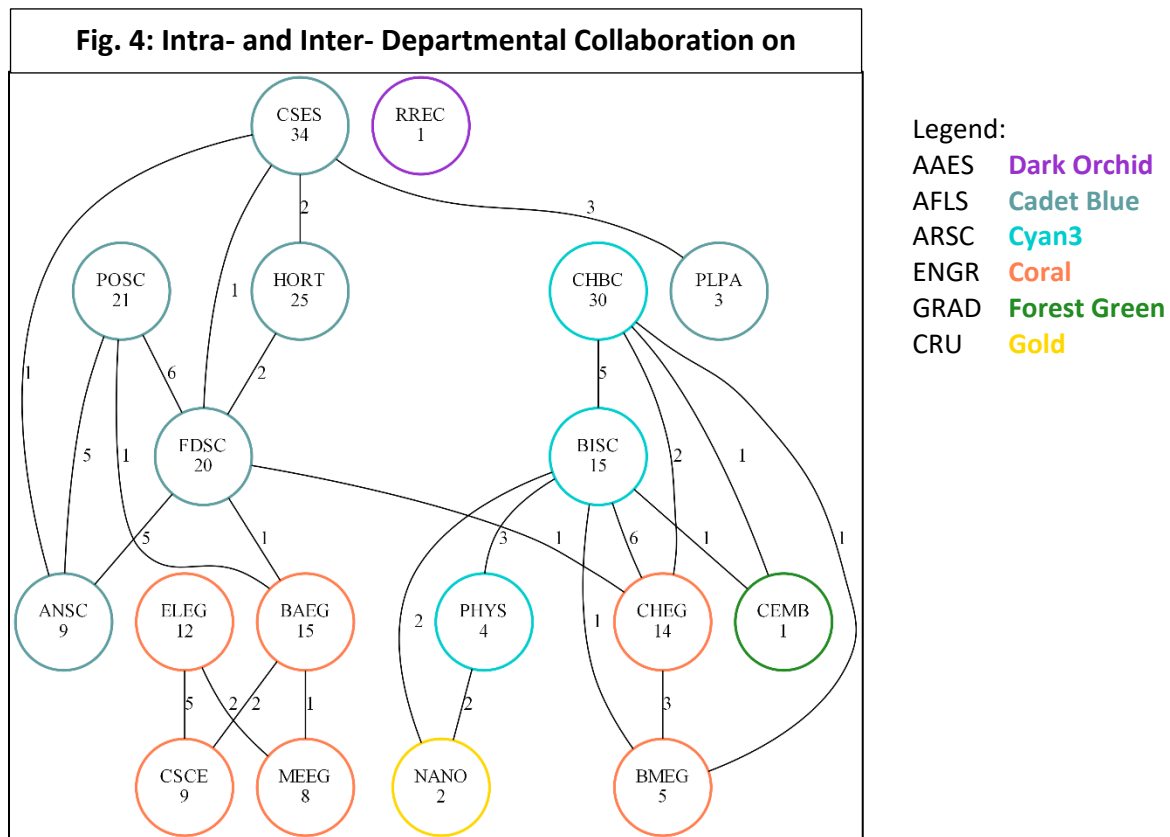 Fig. 4: Intra- and Inter- Departmental Collaboration on
CSES
34
RREC
1
2
3
POSC
21
1
HORT
25
CHBC
30
PLPA
3
1
6
2
5
5
1
FDSC
20
BISC
15
2
1
5
1
3
1
6
1
1
ANSC
9
ELEG
12
BAEG
15
2
PHYS
4
1
CHEG
14
CEMB
1
5
2
2
1
2
3
CSCE
9
MEEG
8
NANO
2
BMEG
5
Legend:
AAES Dark Orchid
AFLS Cadet Blue
ARSC Cyan3
ENGR Coral
GRAD Forest Green
CRU Gold